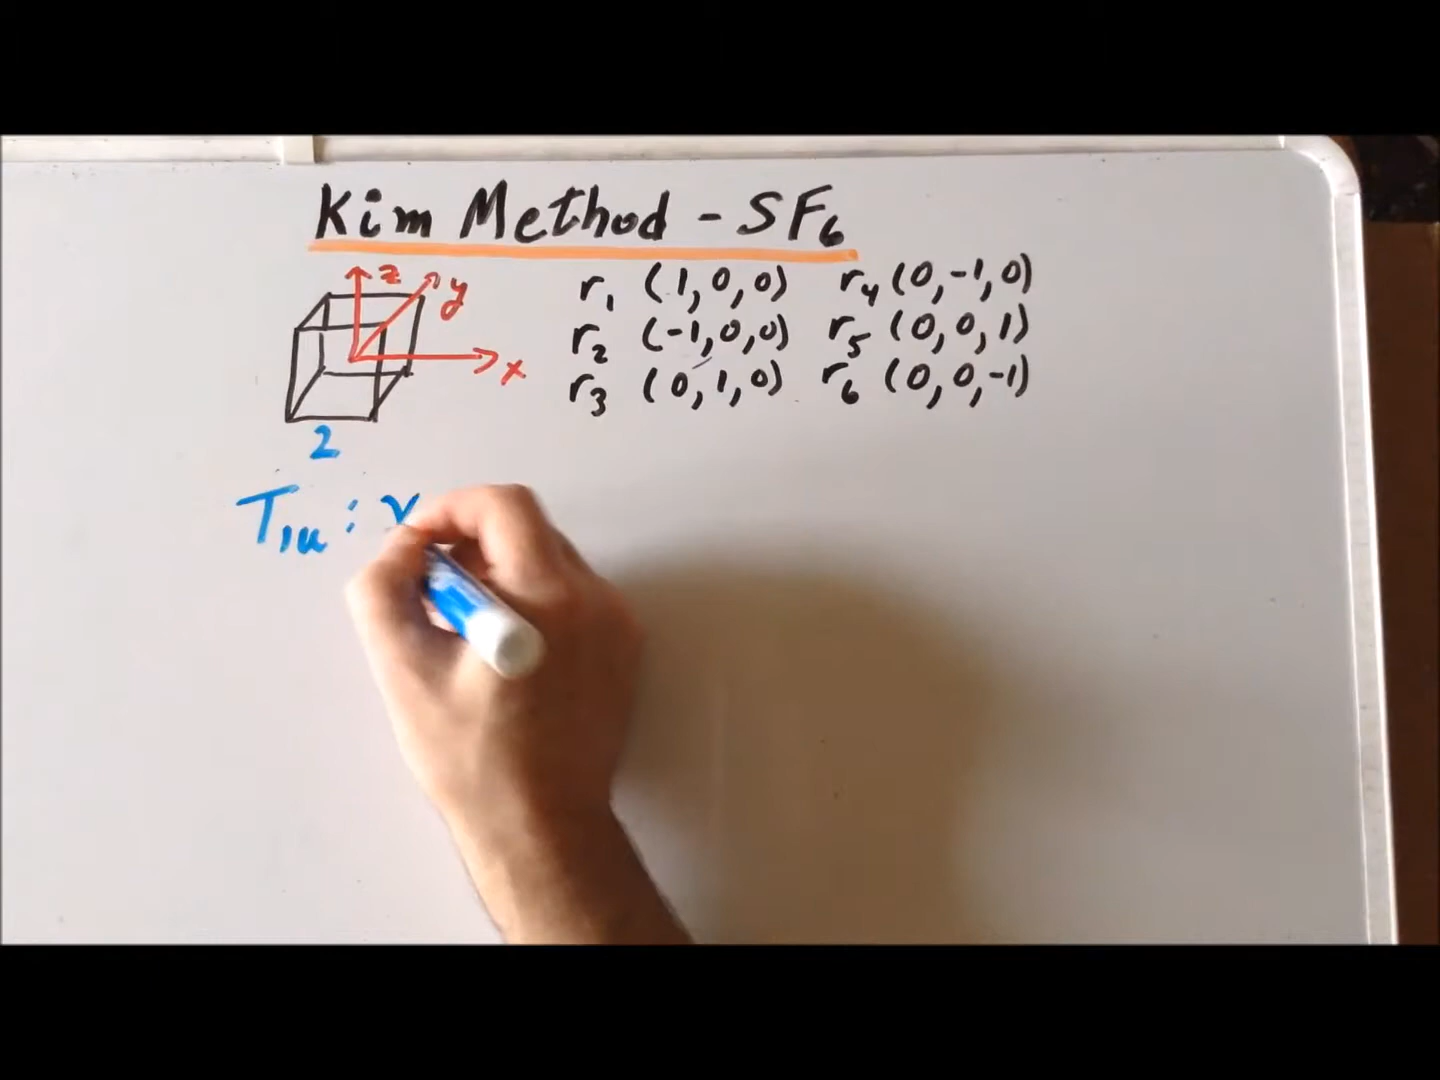 Kim Method - SF6
z
y
x
r1 (1,0,0) r4 (0,-1,0)
r2 (-1,0,0) r5 (0,0,1)
r3 (0,1,0) r6 (0,0,-1)
2
T1u :